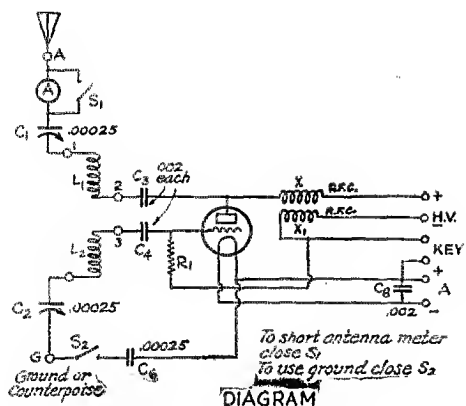 A
A
S1
C1
.00025
1
L1
2
C3
.002
each
X
R.F.C.
+
R.F.C.
H.V.
-
X1
KEY
L2
3
C4
R1
+
A
C8
-
.002
C2
.00025
S2
.00025
G
C6
Ground or
Counterpoise
To short antenna meter
close S1
To use ground close S2
DIAGRAM